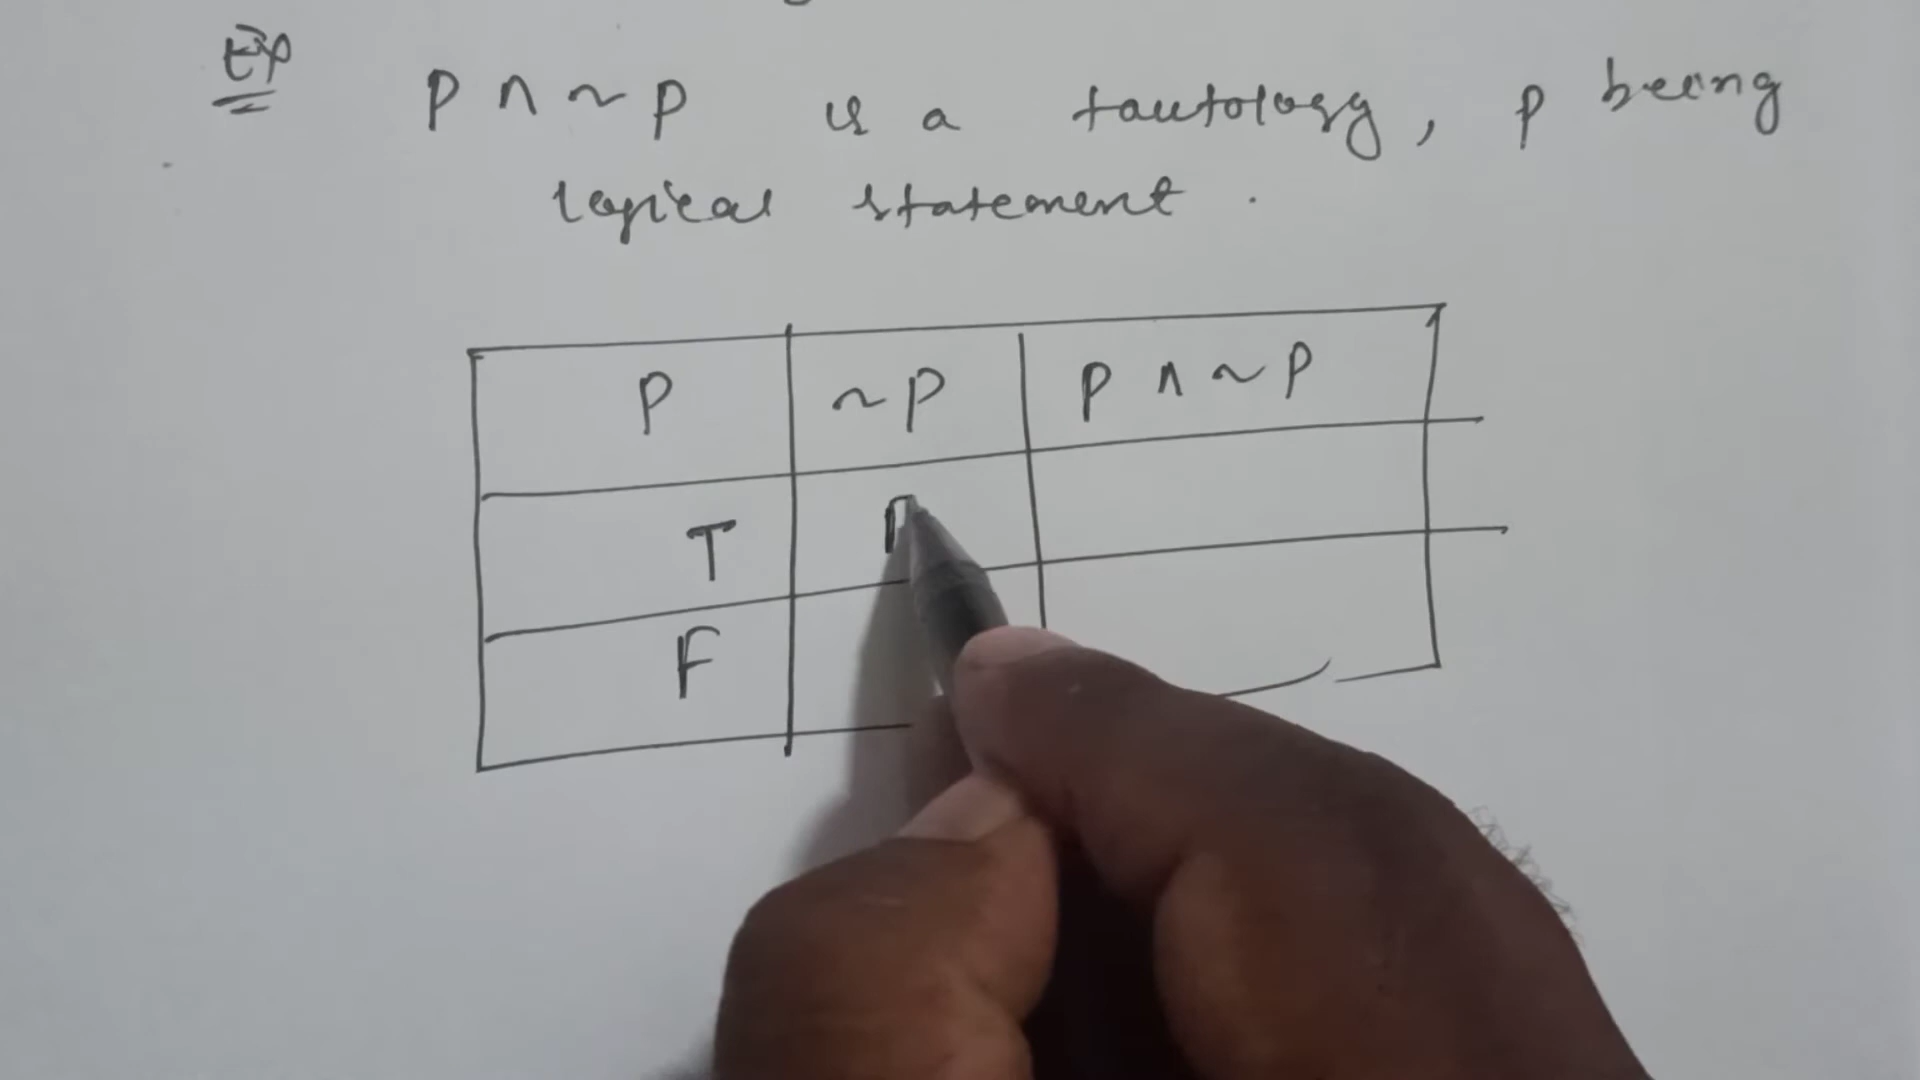 Ex p ∧ ~ p is a tautology, p being
logical statement .
P ~P P ∧ ~ P
T
F